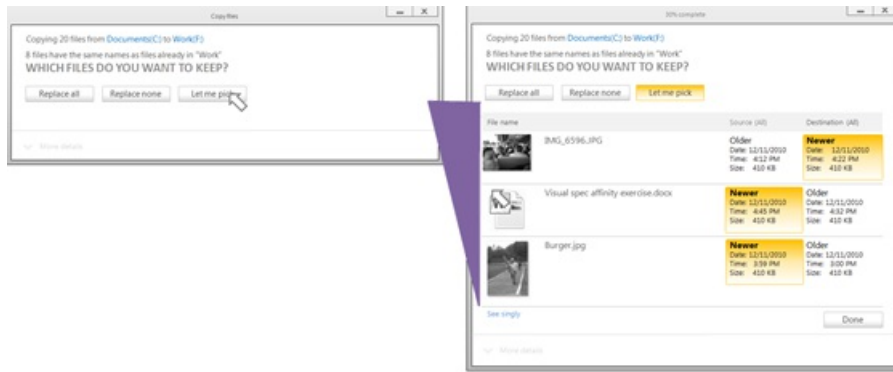 Copy files
Copying 20 files from Documents(C:) to Work(F:)
8 files have the same names as files already in "Work"
WHICH FILES DO YOU WANT TO KEEP?
Replace all Replace none Let me pick
More details
30% complete
Copying 20 files from Documents(C:) to Work(F:)
8 files have the same names as files already in "Work"
WHICH FILES DO YOU WANT TO KEEP?
Replace all Replace none Let me pick
File name Source (All) Destination (All)
IMG_6596.JPG Older Newer
Date: 12/11/2010 Date: 12/11/2010
Time: 4:12 PM Time: 4:22 PM
Size: 410 KB Size: 410 KB
Visual spec affinity exercise.docx Newer Older
Date: 12/11/2010 Date: 12/11/2010
Time: 4:45 PM Time: 4:32 PM
Size: 410 KB Size: 410 KB
Burger.jpg Newer Older
Date: 12/11/2010 Date: 12/11/2010
Time: 3:59 PM Time: 3:00 PM
Size: 410 KB Size: 410 KB
See singly
Done
More details